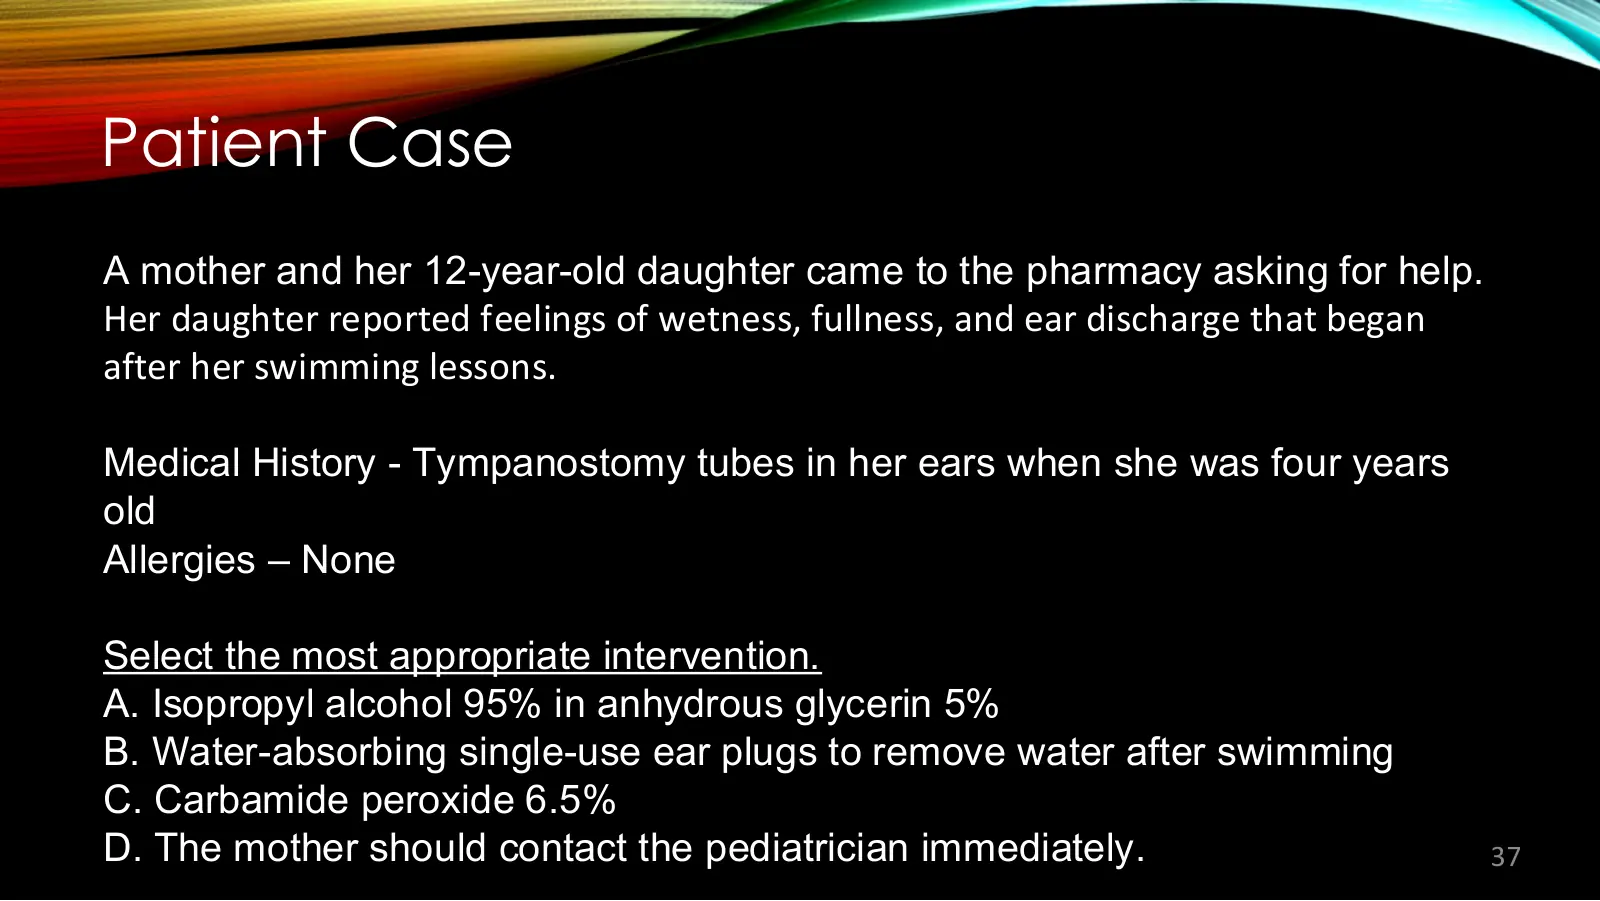 Patient Case
A mother and her 12-year-old daughter came to the pharmacy asking for help.
Her daughter reported feelings of wetness, fullness, and ear discharge that began
after her swimming lessons.
Medical History - Tympanostomy tubes in her ears when she was four years
old
Allergies – None
Select the most appropriate intervention.
A. Isopropyl alcohol 95% in anhydrous glycerin 5%
B. Water-absorbing single-use ear plugs to remove water after swimming
C. Carbamide peroxide 6.5%
D. The mother should contact the pediatrician immediately.
37